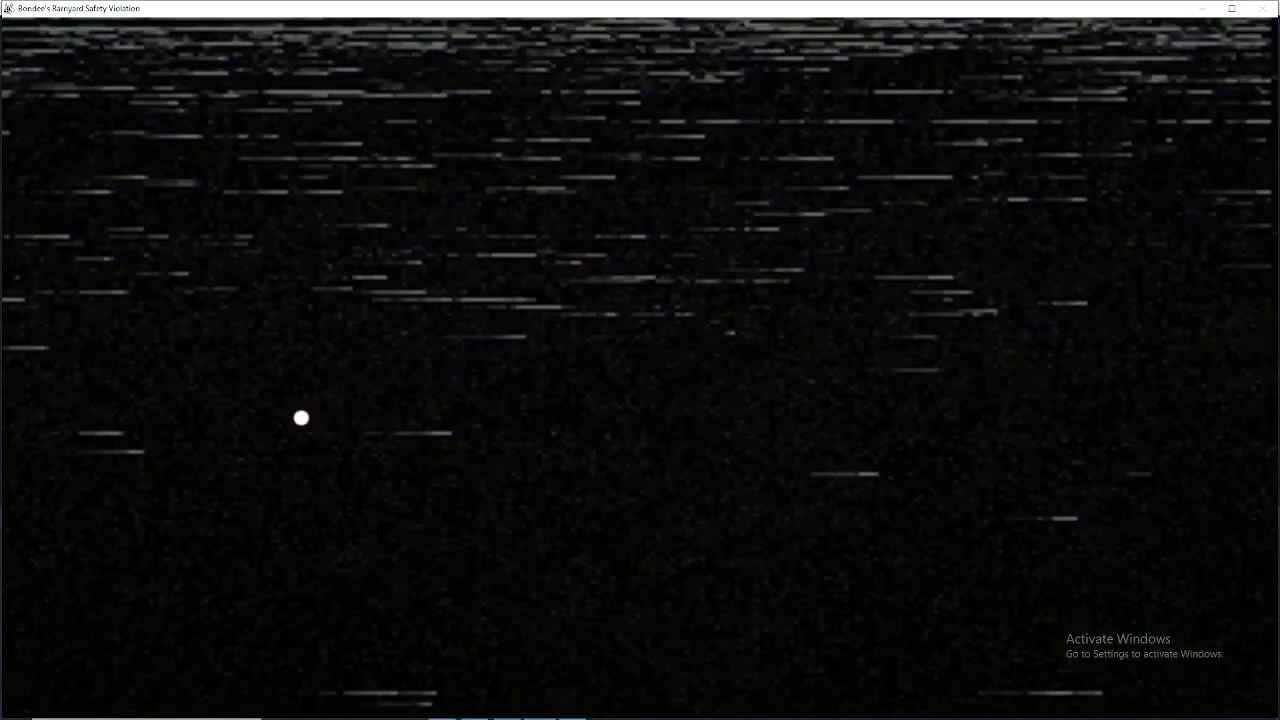 Bondee's Barnyard Safety Violation
Activate Windows
Go to Settings to activate Windows.